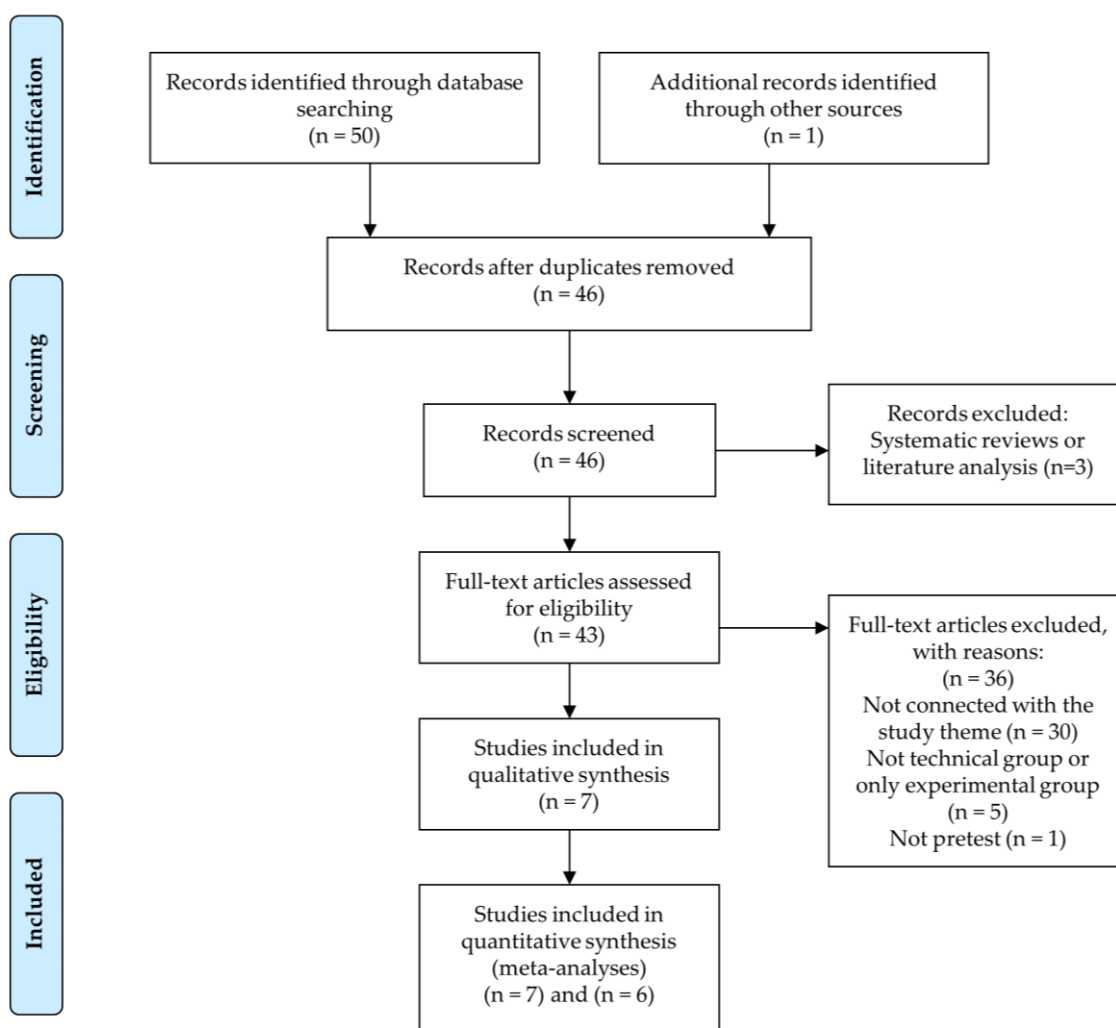 Identification
Records identified through database
searching
(n = 50)
Additional records identified
through other sources
(n = 1)
Records after duplicates removed
(n = 46)
Screening
Records screened
(n = 46)
Records excluded:
Systematic reviews or
literature analysis (n=3)
Eligibility
Full-text articles assessed
for eligibility
(n = 43)
Full-text articles excluded,
with reasons:
(n = 36)
Not connected with the
study theme (n = 30)
Not technical group or
only experimental group
(n = 5)
Not pretest (n = 1)
Studies included in
qualitative synthesis
(n = 7)
Included
Studies included in
quantitative synthesis
(meta-analyses)
(n = 7) and (n = 6)